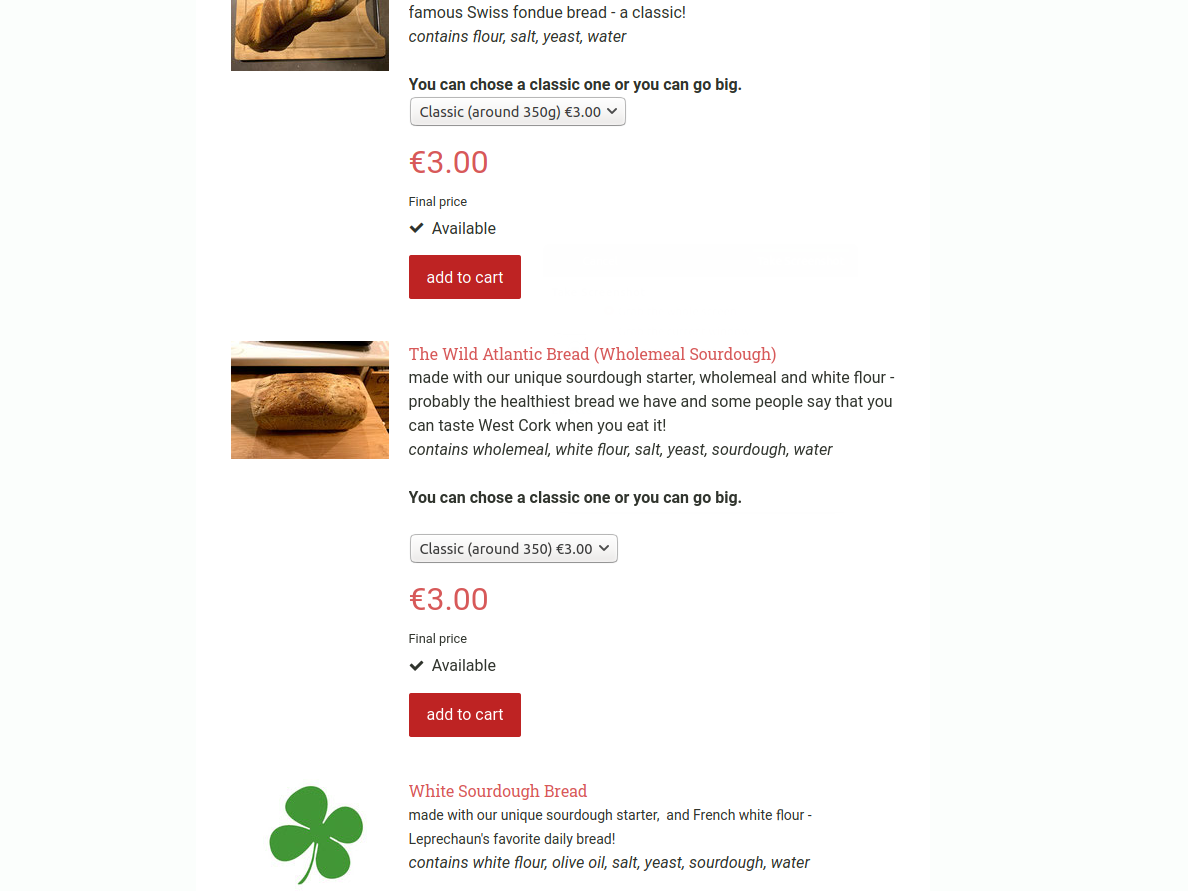 famous Swiss fondue bread - a classic!
contains flour, salt, yeast, water
You can chose a classic one or you can go big.
Classic (around 350g) €3.00
€3.00
Final price
Available
add to cart
The Wild Atlantic Bread (Wholemeal Sourdough)
made with our unique sourdough starter, wholemeal and white flour -
probably the healthiest bread we have and some people say that you
can taste West Cork when you eat it!
contains wholemeal, white flour, salt, yeast, sourdough, water
You can chose a classic one or you can go big.
Classic (around 350) €3.00
€3.00
Final price
Available
add to cart
White Sourdough Bread
made with our unique sourdough starter,  and French white flour -
Leprechaun's favorite daily bread!
contains white flour, olive oil, salt, yeast, sourdough, water